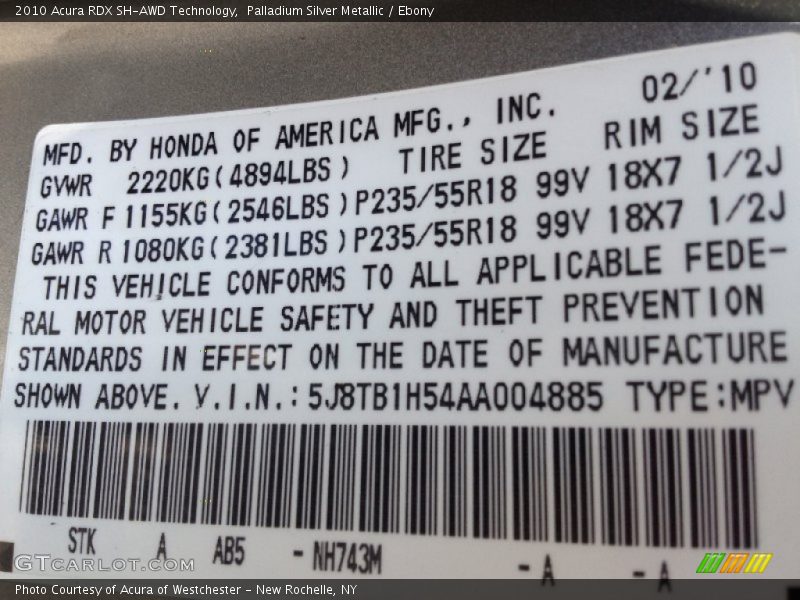 2010 Acura RDX SH-AWD Technology,  Palladium Silver Metallic / Ebony
02/'10
MFD. BY HONDA OF AMERICA MFG., INC.
GVWR 2220KG(4894LBS) TIRE SIZE RIM SIZE
GAWR F 1155KG(2546LBS)P235/55R18 99V 18X7 1/2J
GAWR R 1080KG(2381LBS)P235/55R18 99V 18X7 1/2J
THIS VEHICLE CONFORMS TO ALL APPLICABLE FEDE-
RAL MOTOR VEHICLE SAFETY AND THEFT PREVENTION
STANDARDS IN EFFECT ON THE DATE OF MANUFACTURE
SHOWN ABOVE. V.I.N.:5J8TB1H54AA004885 TYPE:MPV
STK A AB5 - NH743M - A - A
GTCARLOT.COM
Photo Courtesy of Acura of Westchester - New Rochelle, NY